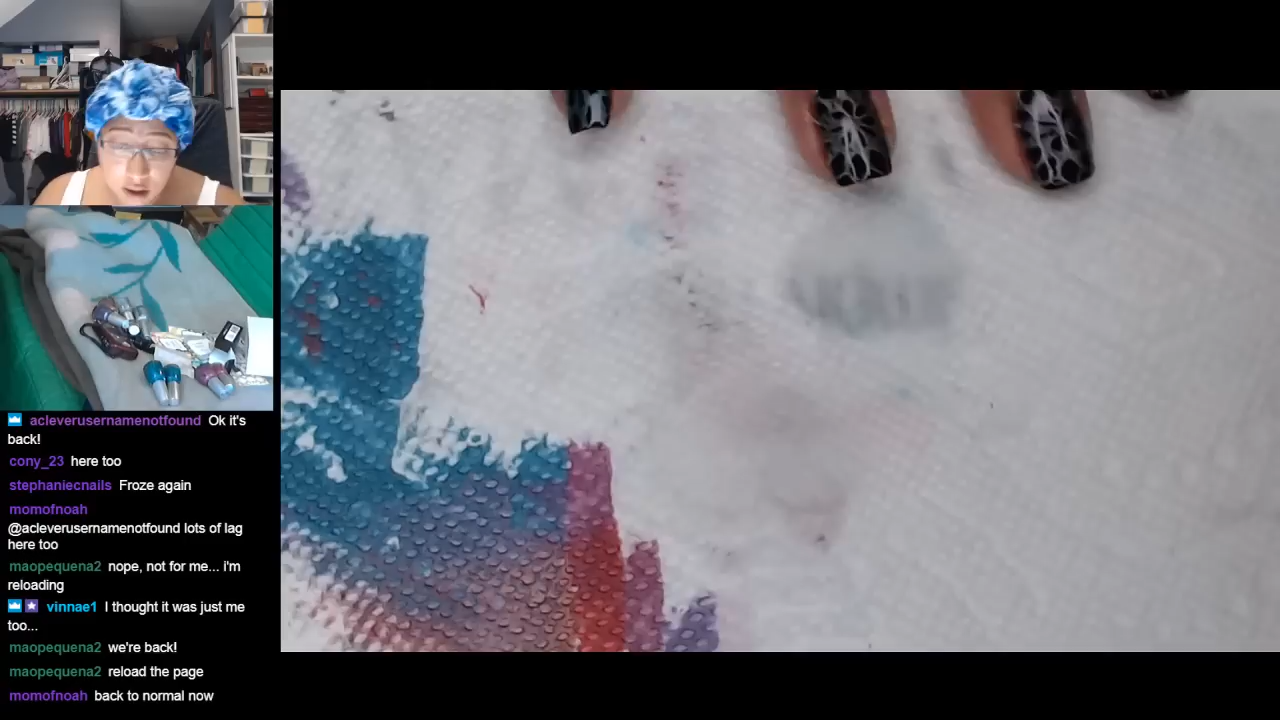 acleverusernamenotfound Ok it's
back!
cony_23 here too
stephaniecnails Froze again
momofnoah
@acleverusernamenotfound lots of lag
here too
maopequena2 nope, not for me... i'm
reloading
vinnae1 I thought it was just me
too...
maopequena2 we're back!
maopequena2 reload the page
momofnoah back to normal now